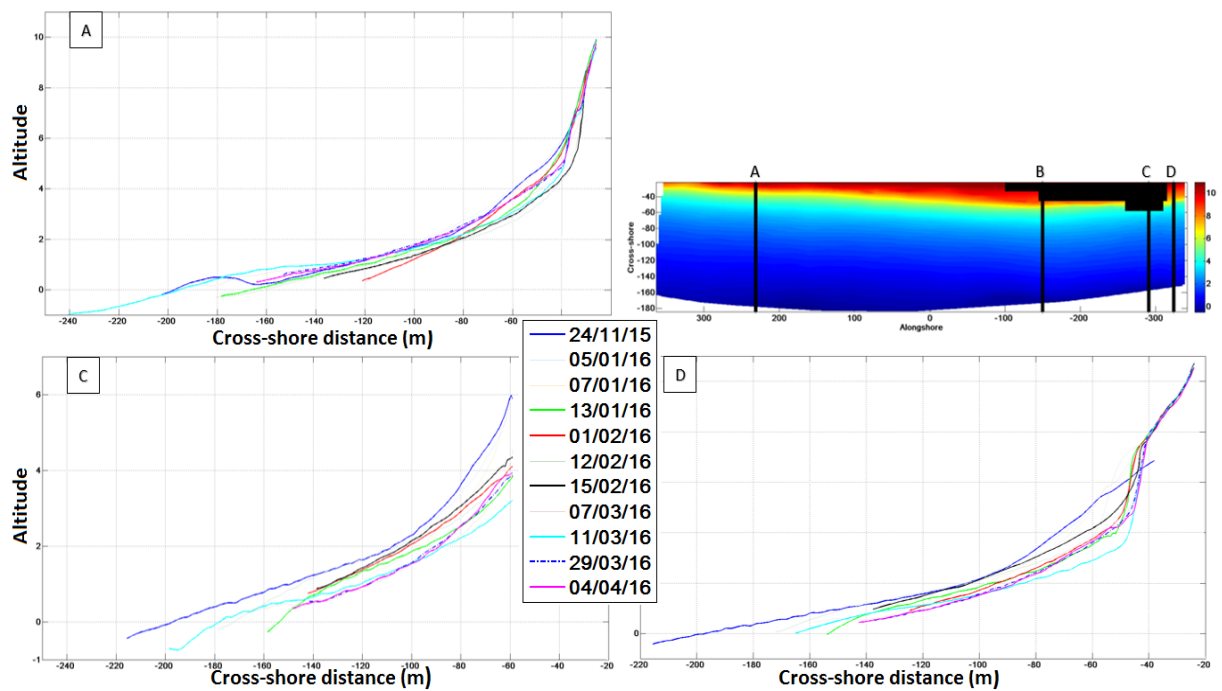 A
Altitude
10
8
6
4
2
0
-240 -220 -200 -180 -160 -140 -120 -100 -80 -60 -40 -20
Cross-shore distance (m)
A B C D
Cross-shore
-40
-60
-80
-100
-120
-140
-160
-180
300 200 100 0 -100 -200 -300
Alongshore
10
8
6
4
2
0
24/11/15
05/01/16
07/01/16
13/01/16
01/02/16
12/02/16
15/02/16
07/03/16
11/03/16
29/03/16
04/04/16
C
Altitude
6
4
2
0
-1
-240 -220 -200 -180 -160 -140 -120 -100 -80 -60
Cross-shore distance (m)
D
0
-220 -200 -180 -160 -140 -120 -100 -80 -60 -40 -20
Cross-shore distance (m)